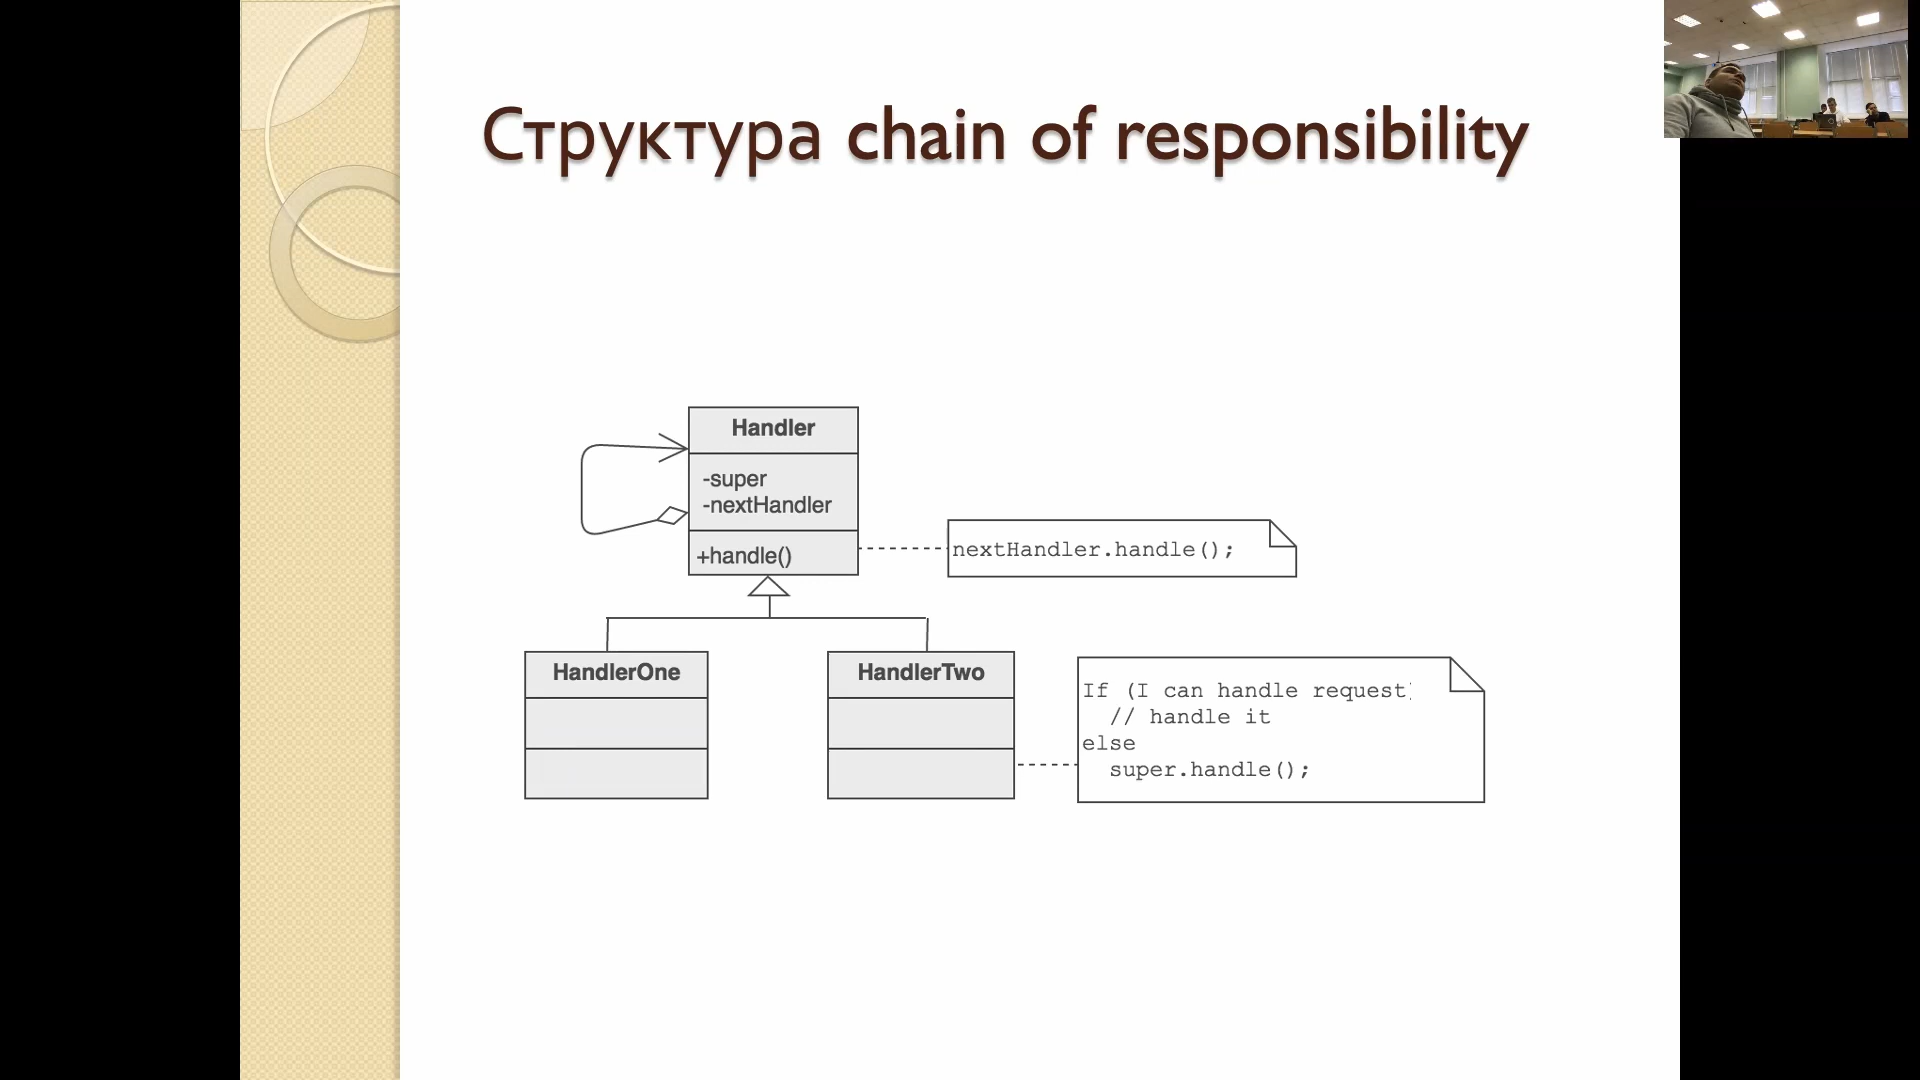 Структура chain of responsibility
Handler
-super
-nextHandler
+handle()
nextHandler.handle();
HandlerOne
HandlerTwo
If (I can handle request)
// handle it
else
super.handle();